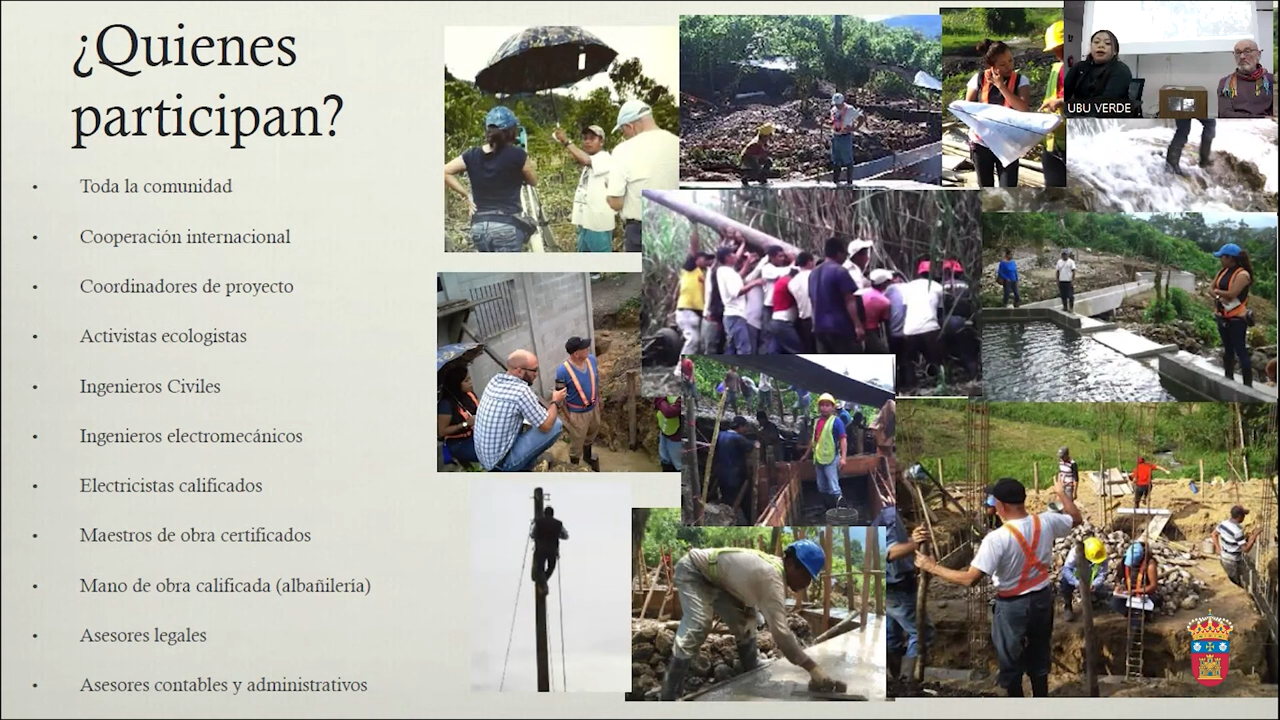 ¿Quienes
participan?
• Toda la comunidad
• Cooperación internacional
• Coordinadores de proyecto
• Activistas ecologistas
• Ingenieros Civiles
• Ingenieros electromecánicos
• Electricistas calificados
• Maestros de obra certificados
• Mano de obra calificada (albañilería)
• Asesores legales
• Asesores contables y administrativos
UBU VERDE